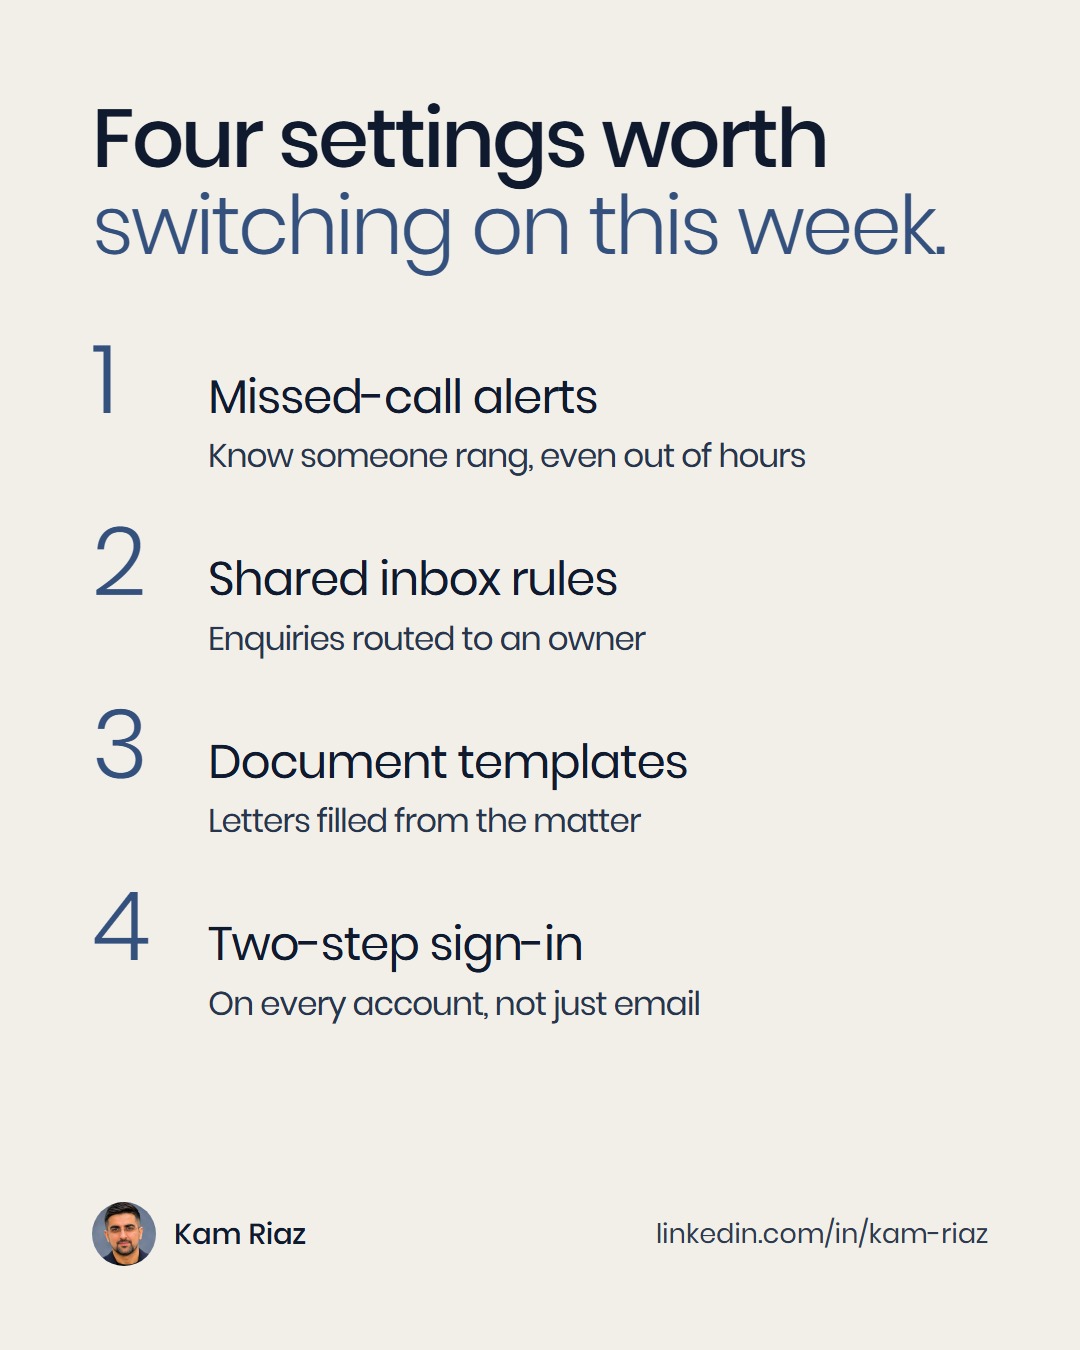 Four settings worth
switching on this week.
1
Missed-call alerts
Know someone rang, even out of hours
2
Shared inbox rules
Enquiries routed to an owner
3
Document templates
Letters filled from the matter
4
Two-step sign-in
On every account, not just email
Kam Riaz
linkedin.com/in/kam-riaz